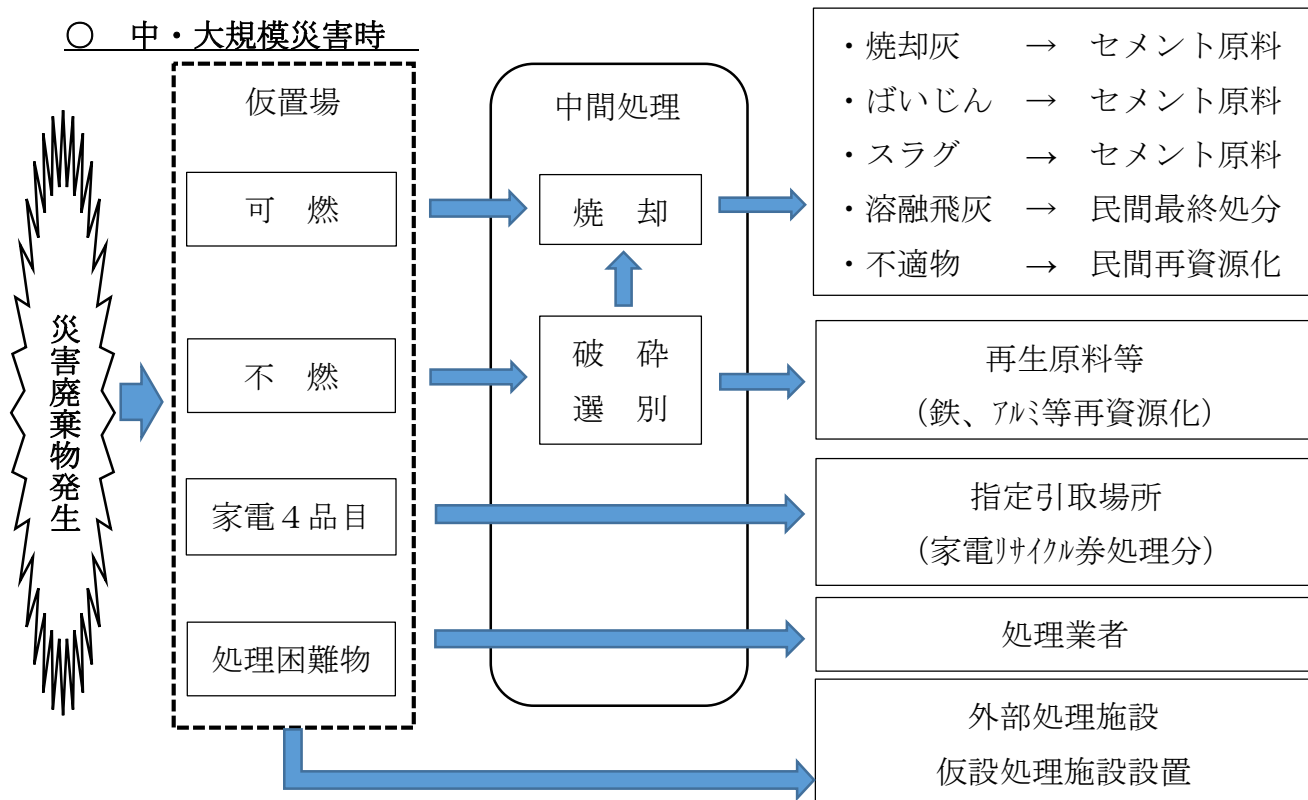 ○　中・大規模災害時
災害廃棄物発生
仮置場
可　燃
不　燃
家電４品目
処理困難物
中間処理
焼　却
破　砕
選　別
・焼却灰　→　セメント原料
・ばいじん　→　セメント原料
・スラグ　→　セメント原料
・溶融飛灰　→　民間最終処分
・不適物　→　民間再資源化
再生原料等
（鉄、ｱﾙﾐ等再資源化）
指定引取場所
（家電ﾘｻｲｸﾙ券処理分）
処理業者
外部処理施設
仮設処理施設設置